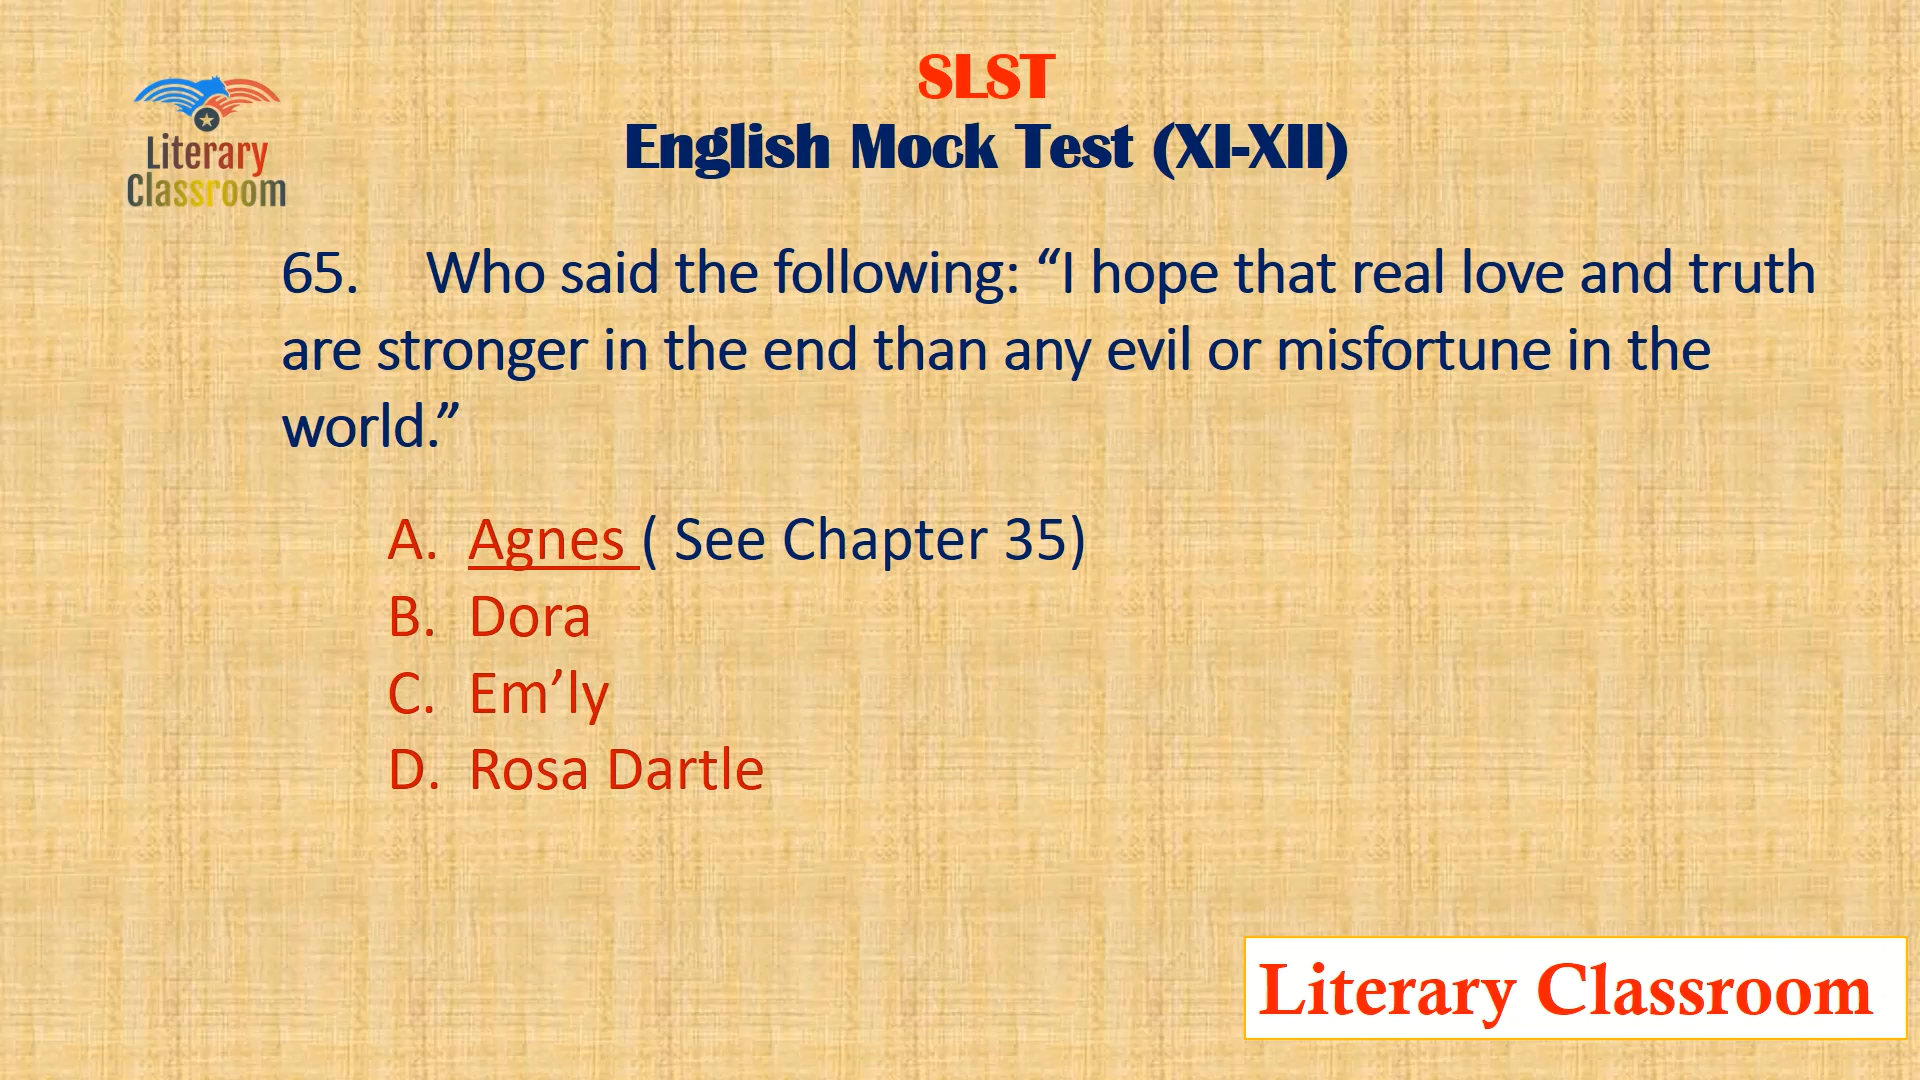 SLST
English Mock Test (XI-XII)
Literary
Classroom
65. Who said the following: “I hope that real love and truth
are stronger in the end than any evil or misfortune in the
world.”
A. Agnes ( See Chapter 35)
B. Dora
C. Em’ly
D. Rosa Dartle
Literary Classroom